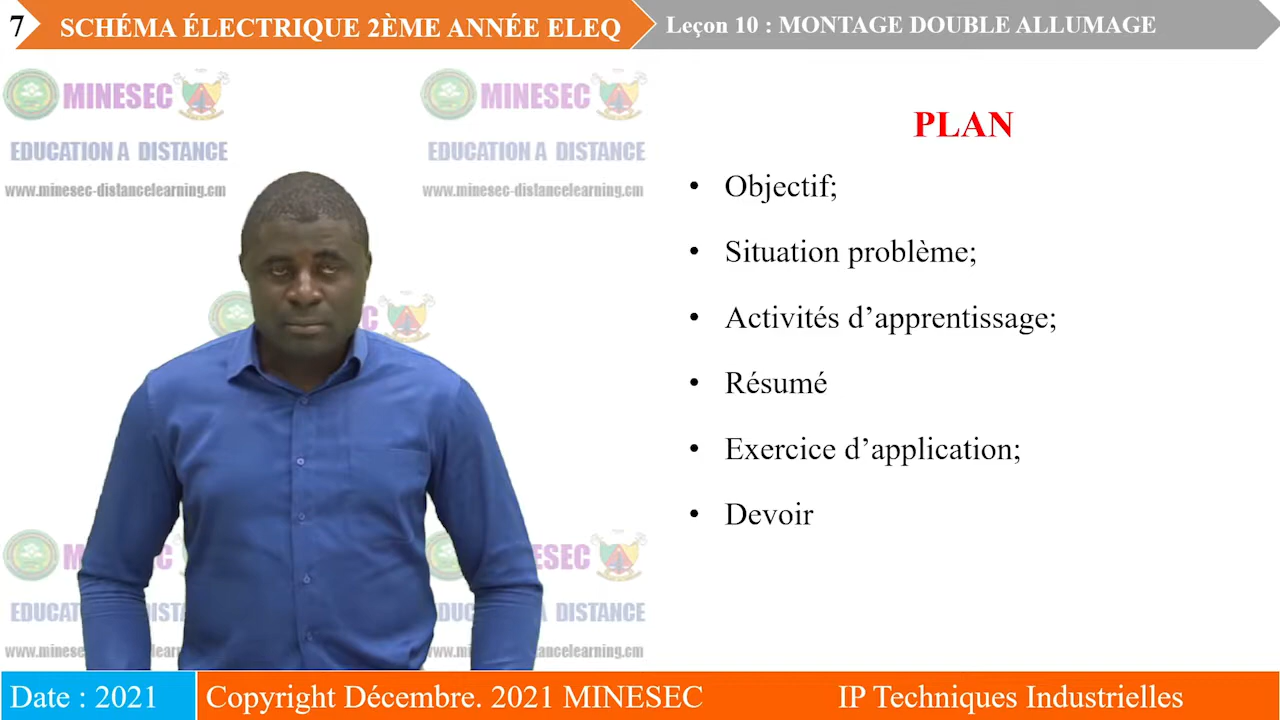 7
SCHÉMA ÉLECTRIQUE 2ÈME ANNÉE ELEQ
Leçon 10 : MONTAGE DOUBLE ALLUMAGE
MINESEC
EDUCATION A DISTANCE
www.minesec-distancelearning.cm
MINESEC
EDUCATION A DISTANCE
www.minesec-distancelearning.cm
PLAN
• Objectif;
• Situation problème;
• Activités d’apprentissage;
• Résumé
• Exercice d’application;
• Devoir
DISTANCE
Date : 2021
Copyright Décembre. 2021 MINESEC
IP Techniques Industrielles